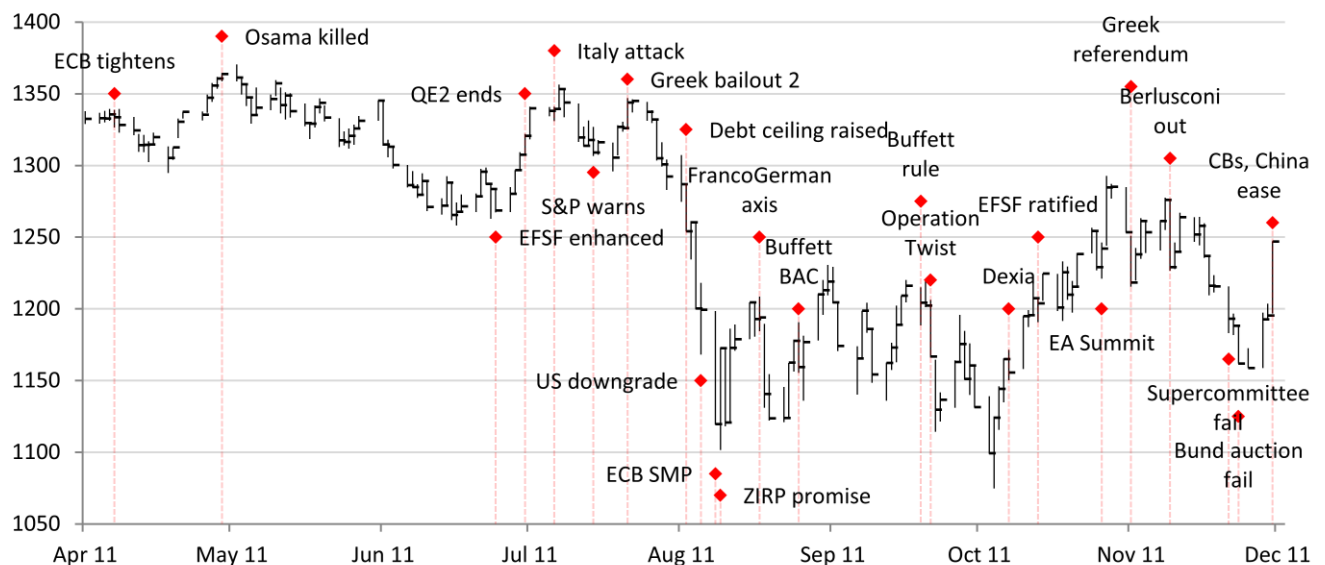 1400
1350
1300
1250
1200
1150
1100
1050
Apr 11
May 11
Jun 11
Jul 11
Aug 11
Sep 11
Oct 11
Nov 11
Dec 11
ECB tightens
Osama killed
EFSF enhanced
QE2 ends
Italy attack
S&P warns
Greek bailout 2
Debt ceiling raised
US downgrade
ECB SMP
ZIRP promise
FrancoGerman
axis
Buffett
BAC
Buffett
rule
Operation
Twist
Dexia
EFSF ratified
EA Summit
Greek
referendum
Berlusconi
out
Supercommittee
fail
Bund auction
fail
CBs, China
ease